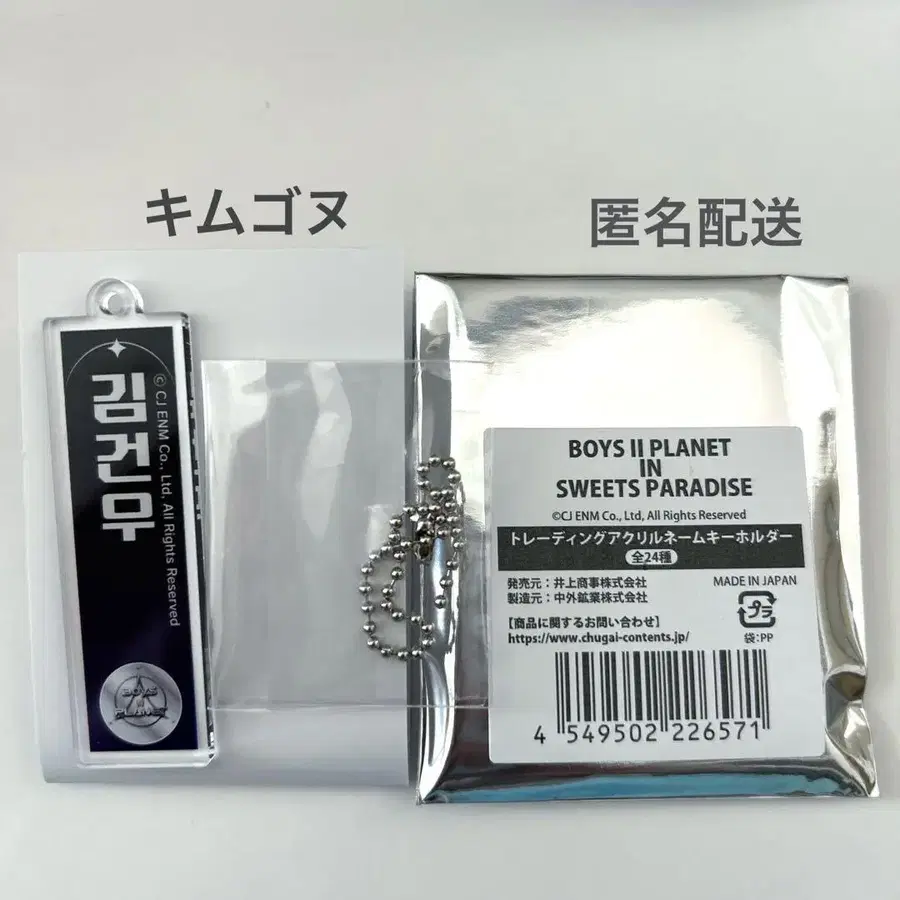 キムゴヌ
匿名配送
김건우
© CJ ENM Co., Ltd, All Rights Reserved
BOYS
PLANET
BOYS II PLANET
IN
SWEETS PARADISE
©CJ ENM Co., Ltd, All Rights Reserved
トレーディングアクリルネームキーホルダー
全24種
発売元：井上商事株式会社
製造元：中外鉱業株式会社
MADE IN JAPAN
プラ
袋:PP
【商品に関するお問い合わせ】
https://www.chugai-contents.jp/
4 549502 226571